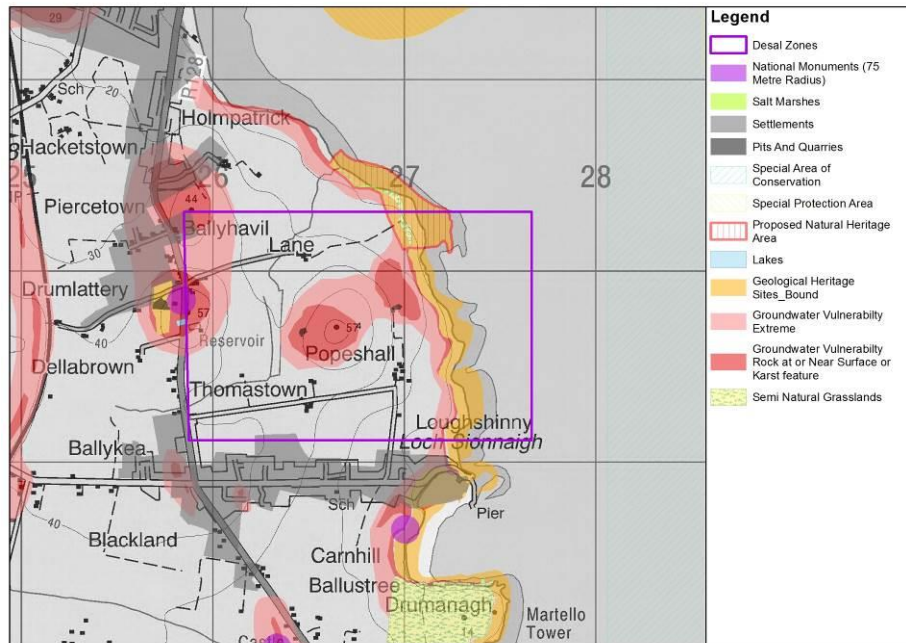 29
Sch
20
R128
Holmpatrick
Hacketstown
25
26
27
28
44
Piercetown
Ballyhavil
30
Lane
Drumlattery
57
57
40
Reservoir
Popeshall
Dellabrown
Thomastown
Loughshinny
Loch Sionnaigh
Ballykea
Sch
Pier
40
Blackland
Carnhill
Ballustree
Drumanagh
14
Martello
Tower
Legend
Desal Zones
National Monuments (75
Metre Radius)
Salt Marshes
Settlements
Pits And Quarries
Special Area of
Conservation
Special Protection Area
Proposed Natural Heritage
Area
Lakes
Geological Heritage
Sites_Bound
Groundwater Vulnerabilty
Extreme
Groundwater Vulnerabilty
Rock at or Near Surface or
Karst feature
Semi Natural Grasslands